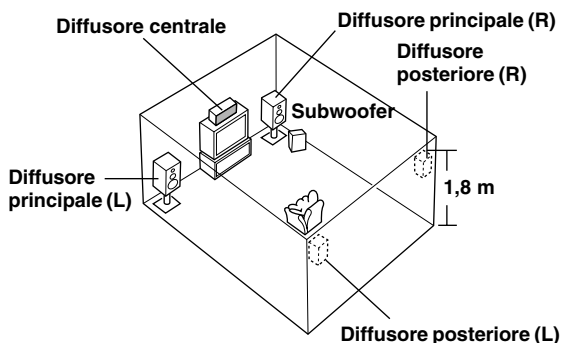 Diffusore centrale
Diffusore principale (R)
Diffusore
posteriore (R)
Subwoofer
Diffusore
principale (L)
1,8 m
Diffusore posteriore (L)